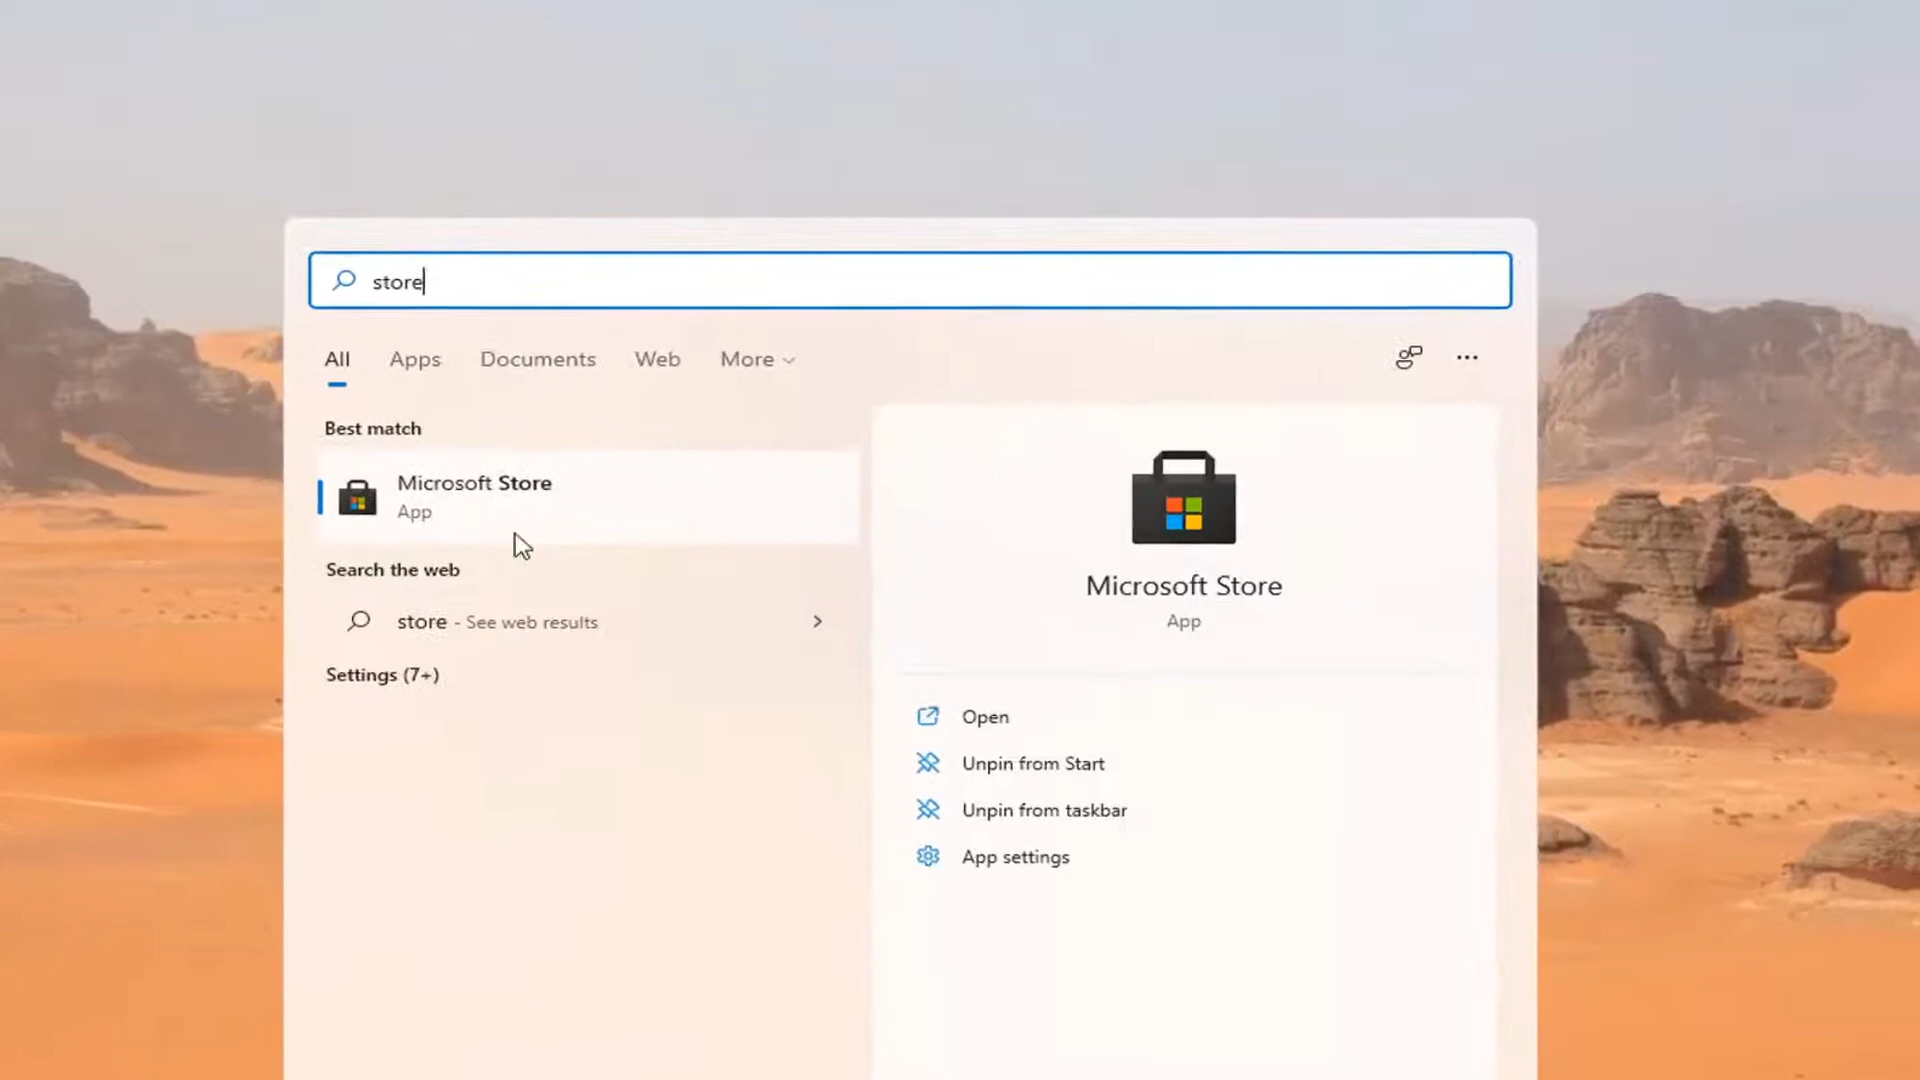 store
All Apps Documents Web More
Best match
Microsoft Store
App
Search the web
store - See web results
Settings (7+)
Microsoft Store
App
Open
Unpin from Start
Unpin from taskbar
App settings